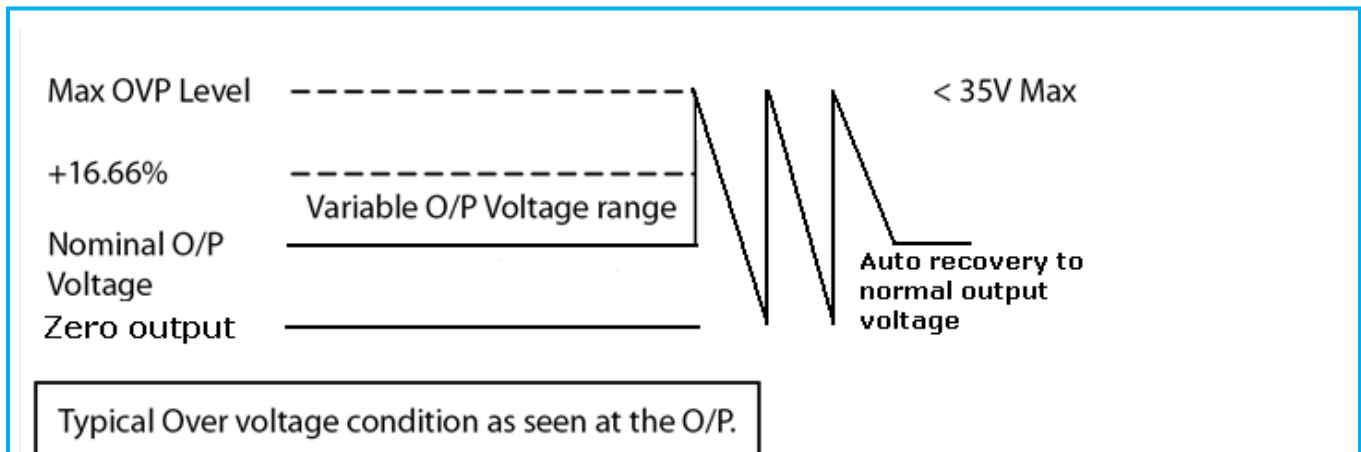 Max OVP Level
< 35V Max
+16.66%
Variable O/P Voltage range
Nominal O/P
Voltage
Auto recovery to
normal output
voltage
Zero output
Typical Over voltage condition as seen at the O/P.